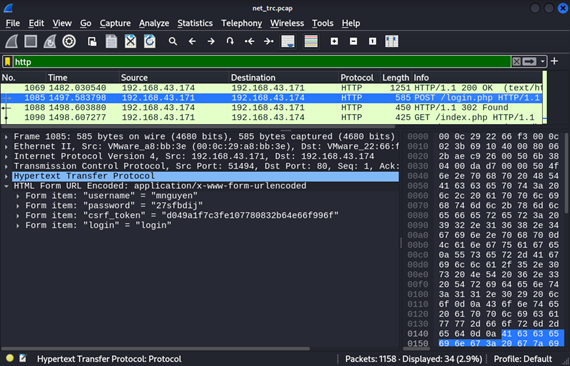 net_trc.pcap
File Edit View Go Capture Analyze Statistics Telephony Wireless Tools Help
http
No. Time Source Destination Protocol Length Info
1069 1482.030540 192.168.43.174 192.168.43.171 HTTP 1251 HTTP/1.1 200 OK (text/ht
1085 1497.583798 192.168.43.171 192.168.43.174 HTTP 585 POST /login.php HTTP/1.1
1088 1498.603880 192.168.43.174 192.168.43.171 HTTP 450 HTTP/1.1 302 Found
1090 1498.607277 192.168.43.171 192.168.43.174 HTTP 425 GET /index.php HTTP/1.1
Frame 1085: 585 bytes on wire (4680 bits), 585 bytes captured (4680 bits)
Ethernet II, Src: VMware_a8:bb:3e (00:0c:29:a8:bb:3e), Dst: VMware_22:66:f
Internet Protocol Version 4, Src: 192.168.43.171, Dst: 192.168.43.174
Transmission Control Protocol, Src Port: 51494, Dst Port: 80, Seq: 1, Ack:
Hypertext Transfer Protocol
HTML Form URL Encoded: application/x-www-form-urlencoded
Form item: "username" = "mnguyen"
Form item: "password" = "27sfbdij"
Form item: "csrf_token" = "d049a1f7c3fe107780832b64e66f996f"
Form item: "login" = "login"
0000 00 0c 29 22 66 f3 00 0c
0010 02 3b 69 10 40 00 80 06
0020 2b ae c9 26 00 50 6b 38
0030 04 00 da d7 00 00 50 4f
0040 6e 2e 70 68 70 20 48 54
0050 41 63 63 65 70 74 3a 20
0060 6c 2c 20 61 70 70 6c 69
0070 68 74 6d 6c 2b 78 6d 6c
0080 65 66 65 72 65 72 3a 20
0090 39 32 2e 31 36 38 2e 34
00a0 67 69 6e 2e 70 68 70 0d
00b0 4c 61 6e 67 75 61 67 65
00c0 0a 55 73 65 72 2d 41 67
00d0 69 6c 6c 61 2f 35 2e 30
00e0 73 20 4e 54 20 36 2e 33
00f0 20 54 72 69 64 65 6e 74
0100 3a 31 31 2e 30 29 20 6c
0110 6f 0d 0a 43 6f 6e 74 65
0120 20 61 70 70 6c 69 63 61
0130 77 77 2d 66 6f 72 6d 2d
0140 65 64 0d 0a 41 63 63 65
0150 69 6e 67 3a 20 67 7a 69
Hypertext Transfer Protocol: Protocol
Packets: 1158 · Displayed: 34 (2.9%)
Profile: Default